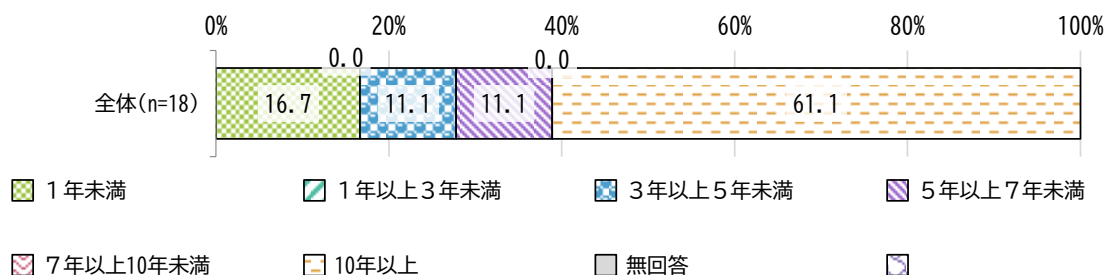 0% 20% 40% 60% 80% 100%
0.0 0.0
全体(n=18) 16.7 11.1 11.1 61.1
１年未満 １年以上３年未満 ３年以上５年未満 ５年以上７年未満
７年以上10年未満 10年以上 無回答